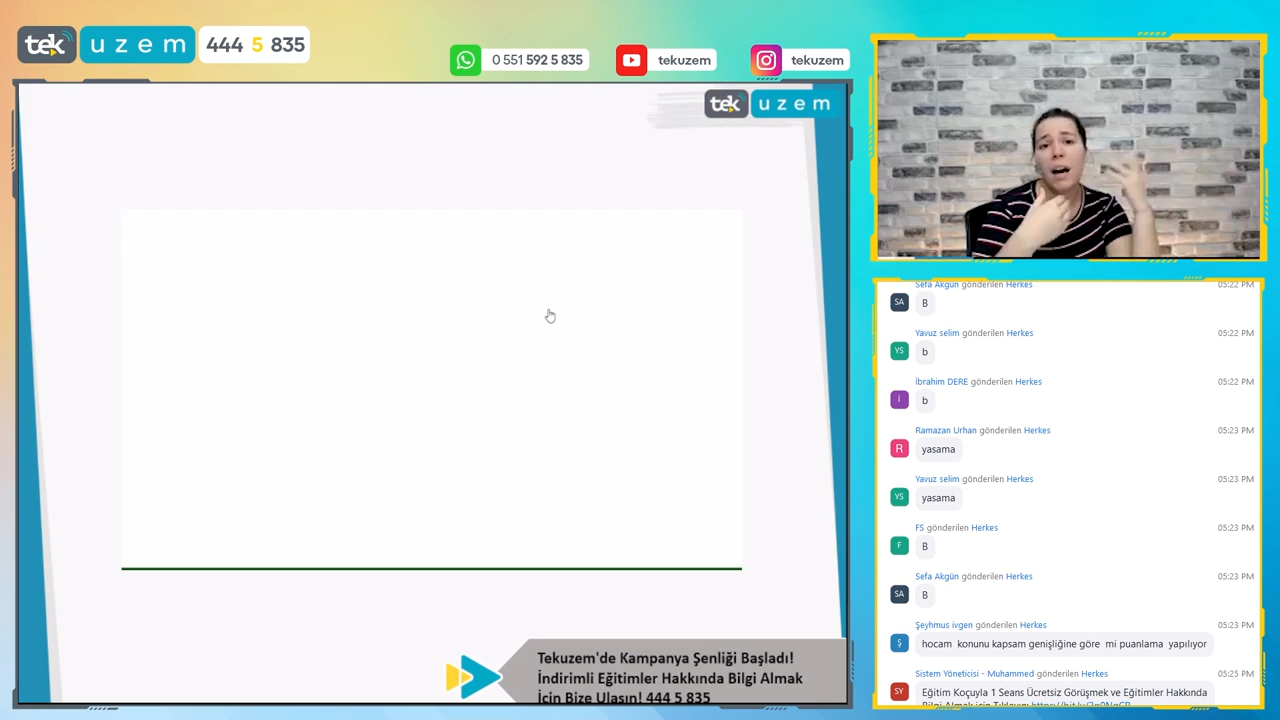 tek uzem 444 5 835
0 551 592 5 835
tekuzem
tekuzem
tek uzem
Tekuzem'de Kampanya Şenliği Başladı!
İndirimli Eğitimler Hakkında Bilgi Almak
İçin Bize Ulaşın! 444 5 835
Sefa Akgün gönderilen Herkes 05:22 PM
SA B
Yavuz selim gönderilen Herkes 05:22 PM
YS b
İbrahim DERE gönderilen Herkes 05:22 PM
İ b
Ramazan Urhan gönderilen Herkes 05:23 PM
R yasama
Yavuz selim gönderilen Herkes 05:23 PM
YS yasama
FS gönderilen Herkes 05:23 PM
F B
Sefa Akgün gönderilen Herkes 05:23 PM
SA B
Şeyhmus ivgen gönderilen Herkes 05:23 PM
Ş hocam konunu kapsam genişliğine göre mi puanlama yapılıyor
Sistem Yöneticisi - Muhammed gönderilen Herkes 05:25 PM
SY Eğitim Koçuyla 1 Seans Ücretsiz Görüşmek ve Eğitimler Hakkında
Bilgi Almak için Tıklayın: